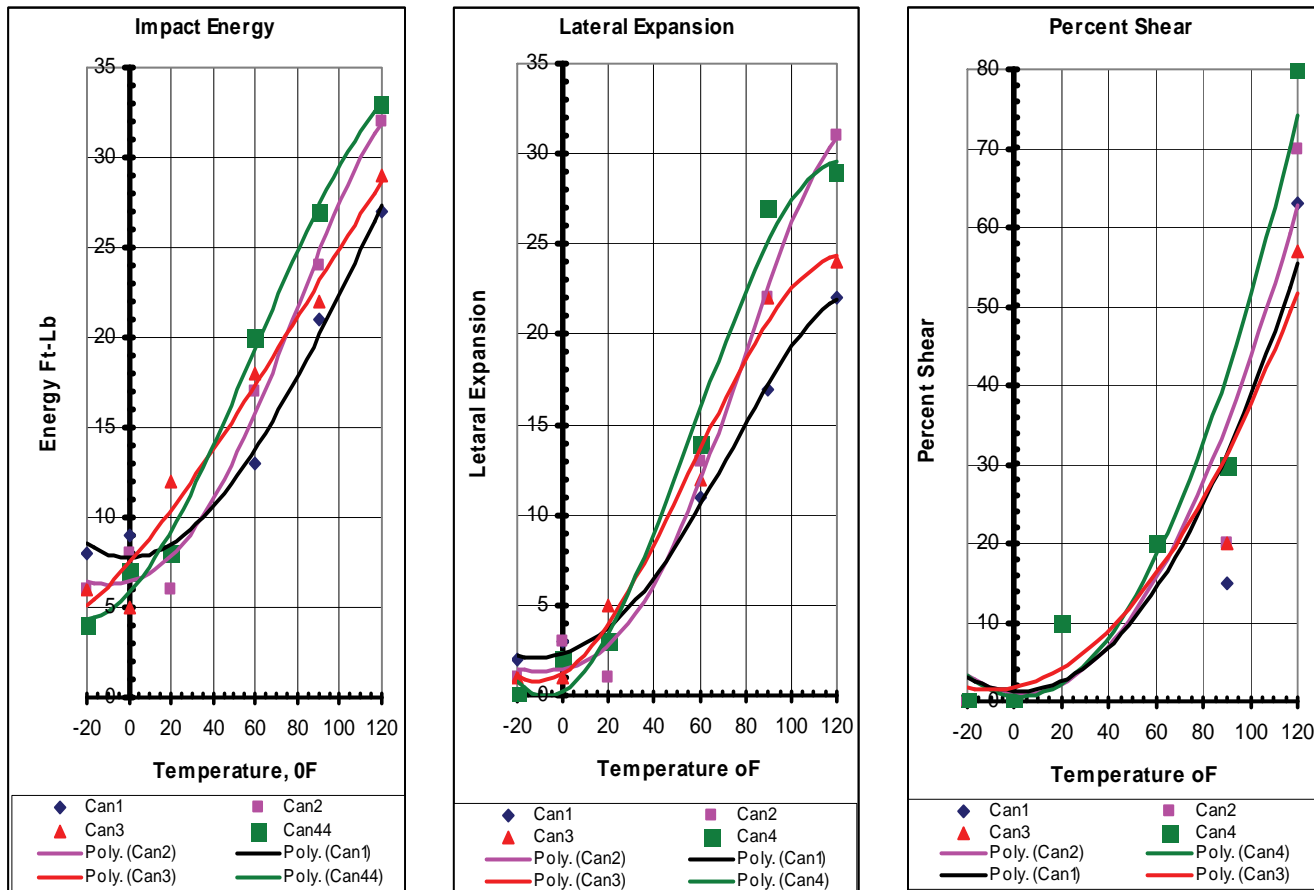 Impact Energy
35
30
25
20
15
10
5
0
-20 0 20 40 60 80 100 120
Energy Ft-Lb
Temperature, 0F
Can1 Can2
Can3 Can44
Poly. (Can2) Poly. (Can1)
Poly. (Can3) Poly. (Can44)
Lateral Expansion
35
30
25
20
15
10
5
0
-20 0 20 40 60 80 100 120
Letaral Expansion
Temperature oF
Can1 Can2
Can3 Can4
Poly. (Can2) Poly. (Can1)
Poly. (Can3) Poly. (Can4)
Percent Shear
80
70
60
50
40
30
20
10
0
-20 0 20 40 60 80 100 120
Percent Shear
Temperature oF
Can1 Can2
Can3 Can4
Poly. (Can2) Poly. (Can4)
Poly. (Can1) Poly. (Can3)